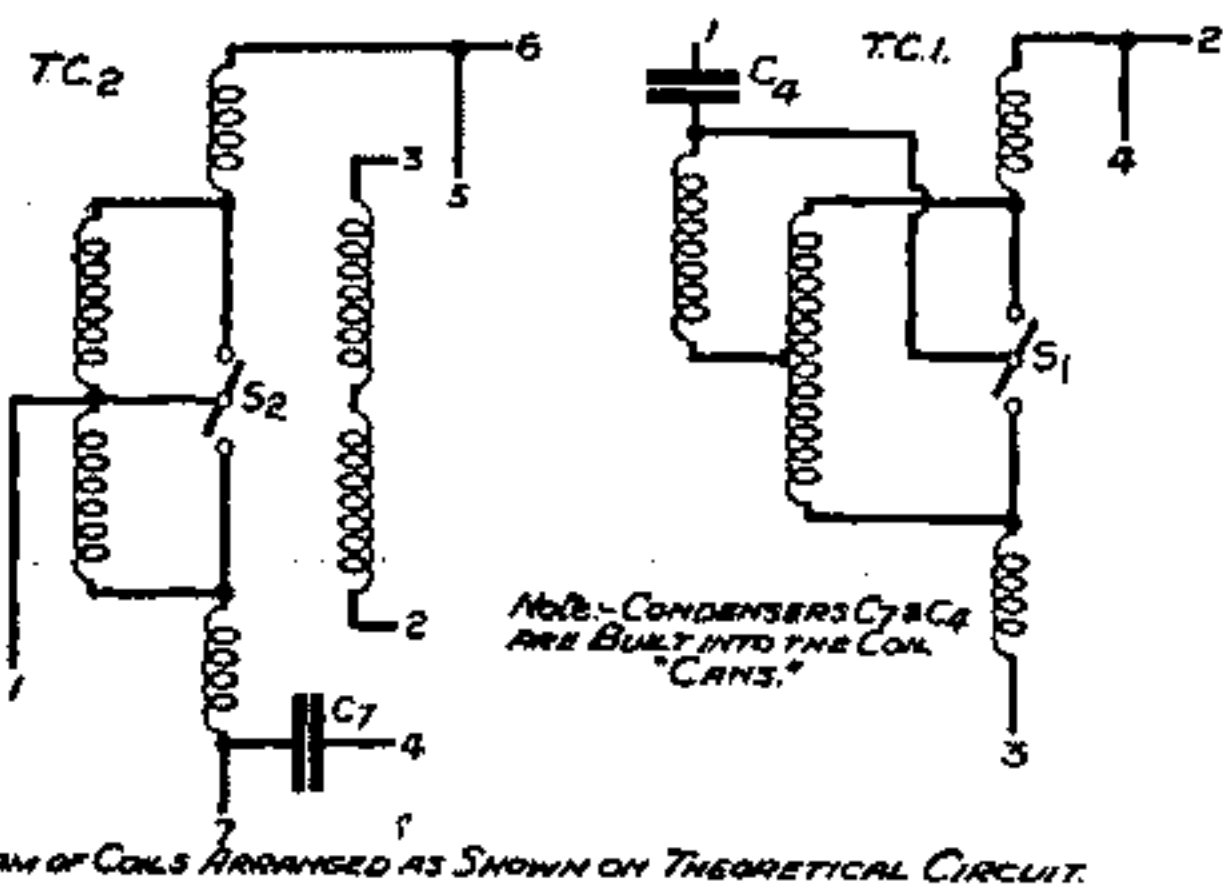 T.C.2
6
5
3
S2
1
2
C7
4
7
1
C4
T.C.1.
2
4
S1
3
Note:- Condensers C7 & C4
are Built into the Coil
"Cans."
of Coils Arranged as Shown on Theoretical Circuit.